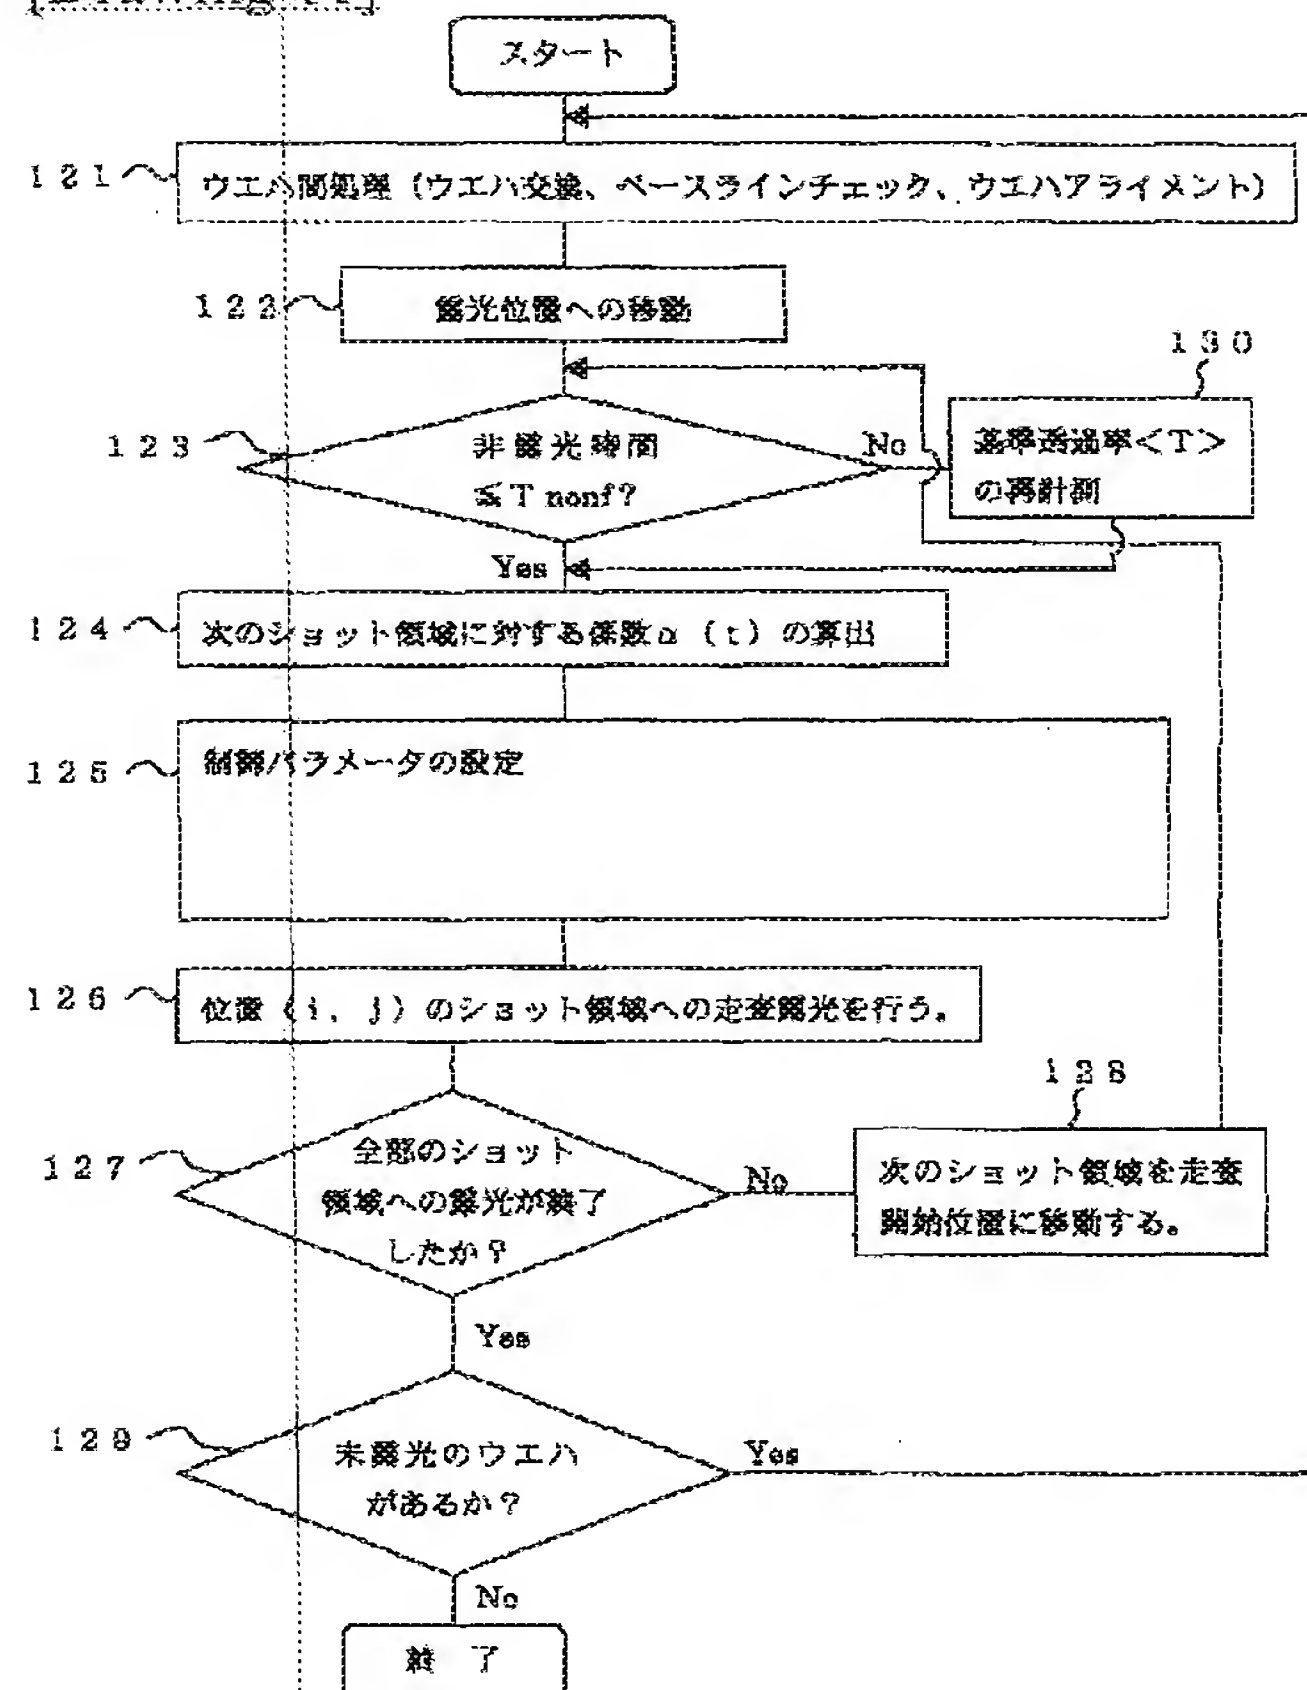 スタート
121
ウエハ間処理（ウエハ交換、ベースラインチェック、ウエハアライメント）
122
露光位置への移動
130
123
非露光時間
≦T nonf?
No
基準透過率＜T＞
の再計測
Yes
124
次のショット領域に対する係数α（t）の算出
125
制御パラメータの設定
126
位置（i, j）のショット領域への走査露光を行う。
128
127
全部のショット
領域への露光が終了
したか？
No
次のショット領域を走査
開始位置に移動する。
Yes
129
未露光のウエハ
があるか？
Yes
No
終 了